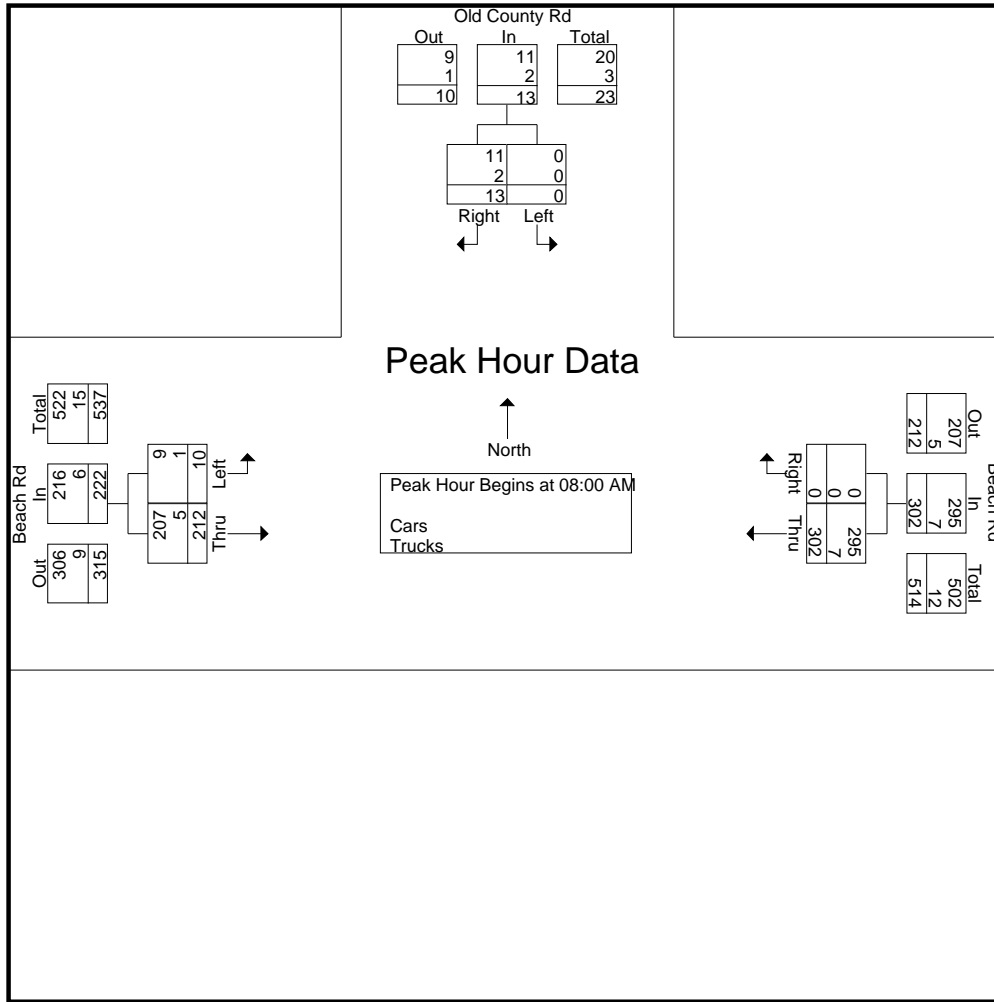 Old County Rd
Out In Total
9 11 20
1 2 3
10 13 23
11 0
2 0
13 0
Right Left
Peak Hour Data
North
Peak Hour Begins at 08:00 AM
Cars
Trucks
Beach Rd
Total
522
15
537
In
216
6
222
Out
306
9
315
Left
9
1
10
Thru
207
5
212
Beach Rd
Out
207
5
212
In
295
7
302
Total
502
12
514
Right
0
0
0
Thru
295
7
302